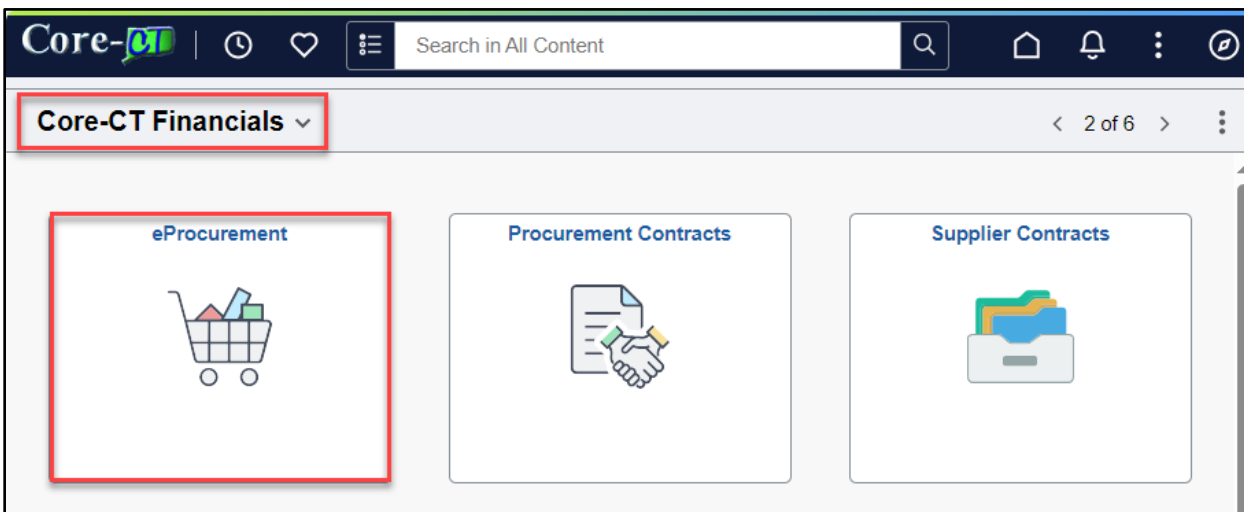 Core-CT
Search in All Content
Core-CT Financials
2 of 6
eProcurement
Procurement Contracts
Supplier Contracts